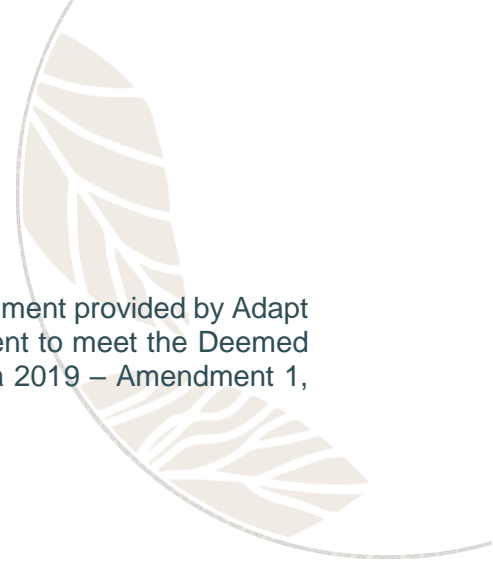 ment provided by Adapt
ent to meet the Deemed
2019 – Amendment 1,